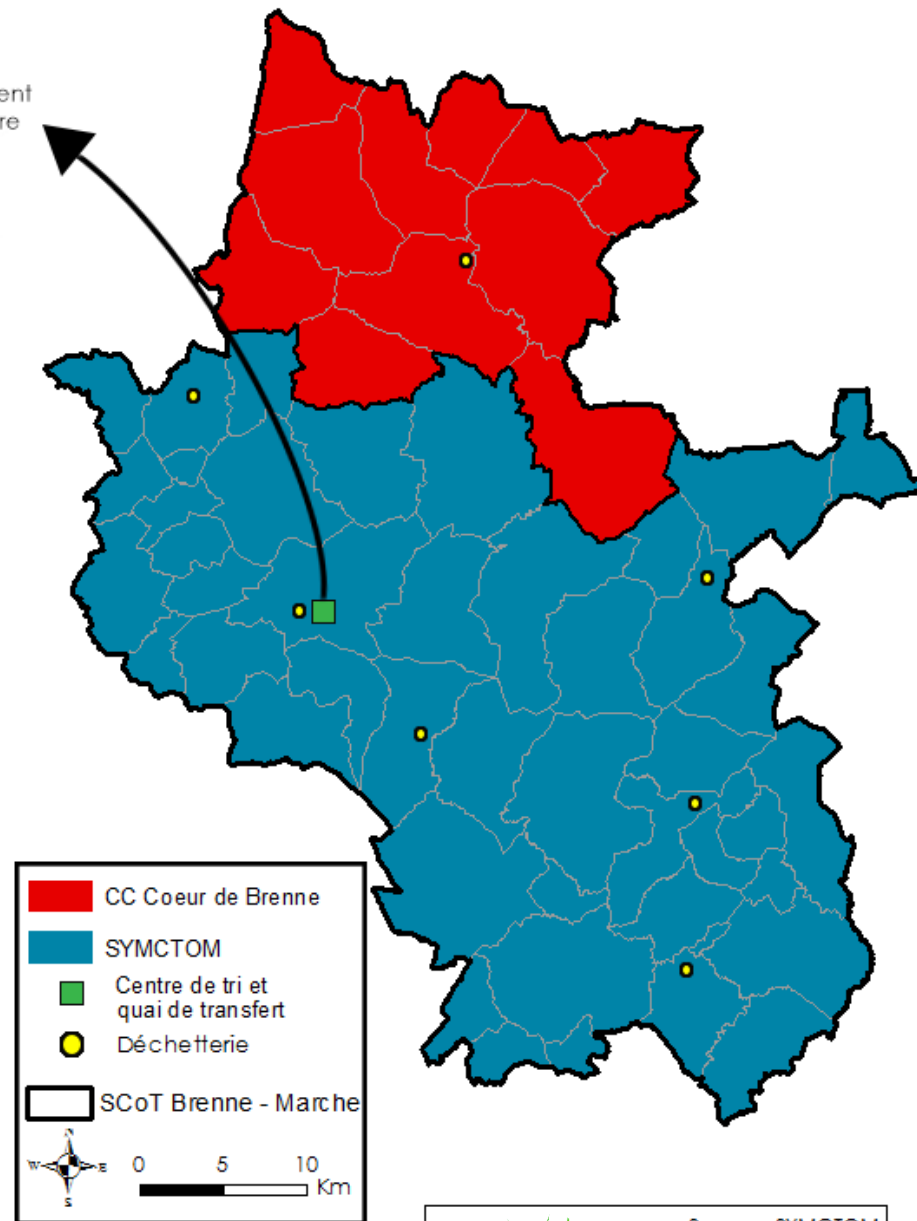 CC Coeur de Brenne
SYMCTOM
Centre de tri et
quai de transfert
Déchetterie
SCoT Brenne - Marche
N
W E
S
0 5 10
Km
SYMCTOM